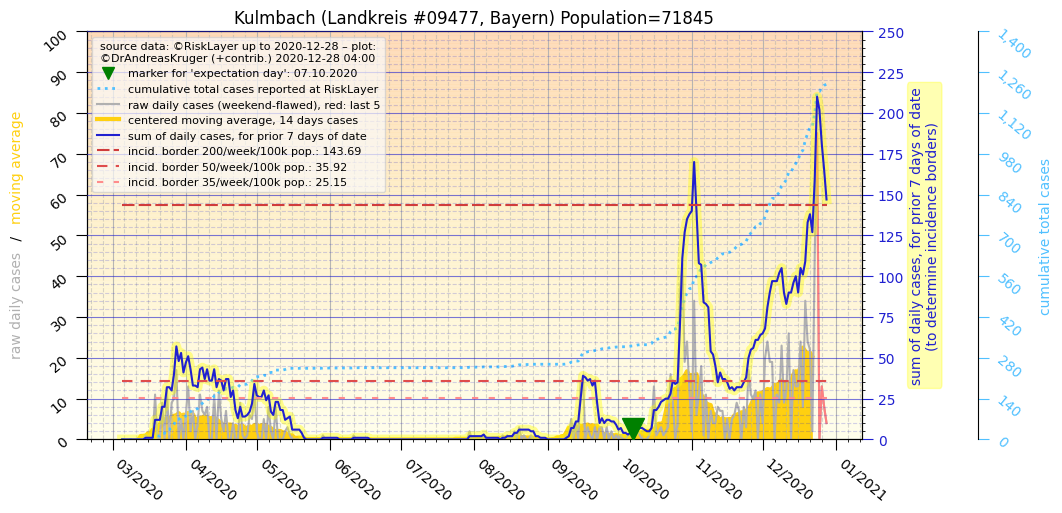 Kulmbach (Landkreis #09477, Bayern) Population=71845
source data: ©RiskLayer up to 2020-12-28 – plot:
©DrAndreasKruger (+contrib.) 2020-12-28 04:00
marker for 'expectation day': 07.10.2020
cumulative total cases reported at RiskLayer
raw daily cases (weekend-flawed), red: last 5
centered moving average, 14 days cases
sum of daily cases, for prior 7 days of date
incid. border 200/week/100k pop.: 143.69
incid. border 50/week/100k pop.: 35.92
incid. border 35/week/100k pop.: 25.15
raw daily cases / moving average
100
90
80
70
60
50
40
30
20
10
0
03/2020
04/2020
05/2020
06/2020
07/2020
08/2020
09/2020
10/2020
11/2020
12/2020
01/2021
250
225
200
175
150
125
100
75
50
25
0
sum of daily cases, for prior 7 days of date
(to determine incidence borders)
1,400
1,260
1,120
980
840
700
560
420
280
140
0
cumulative total cases